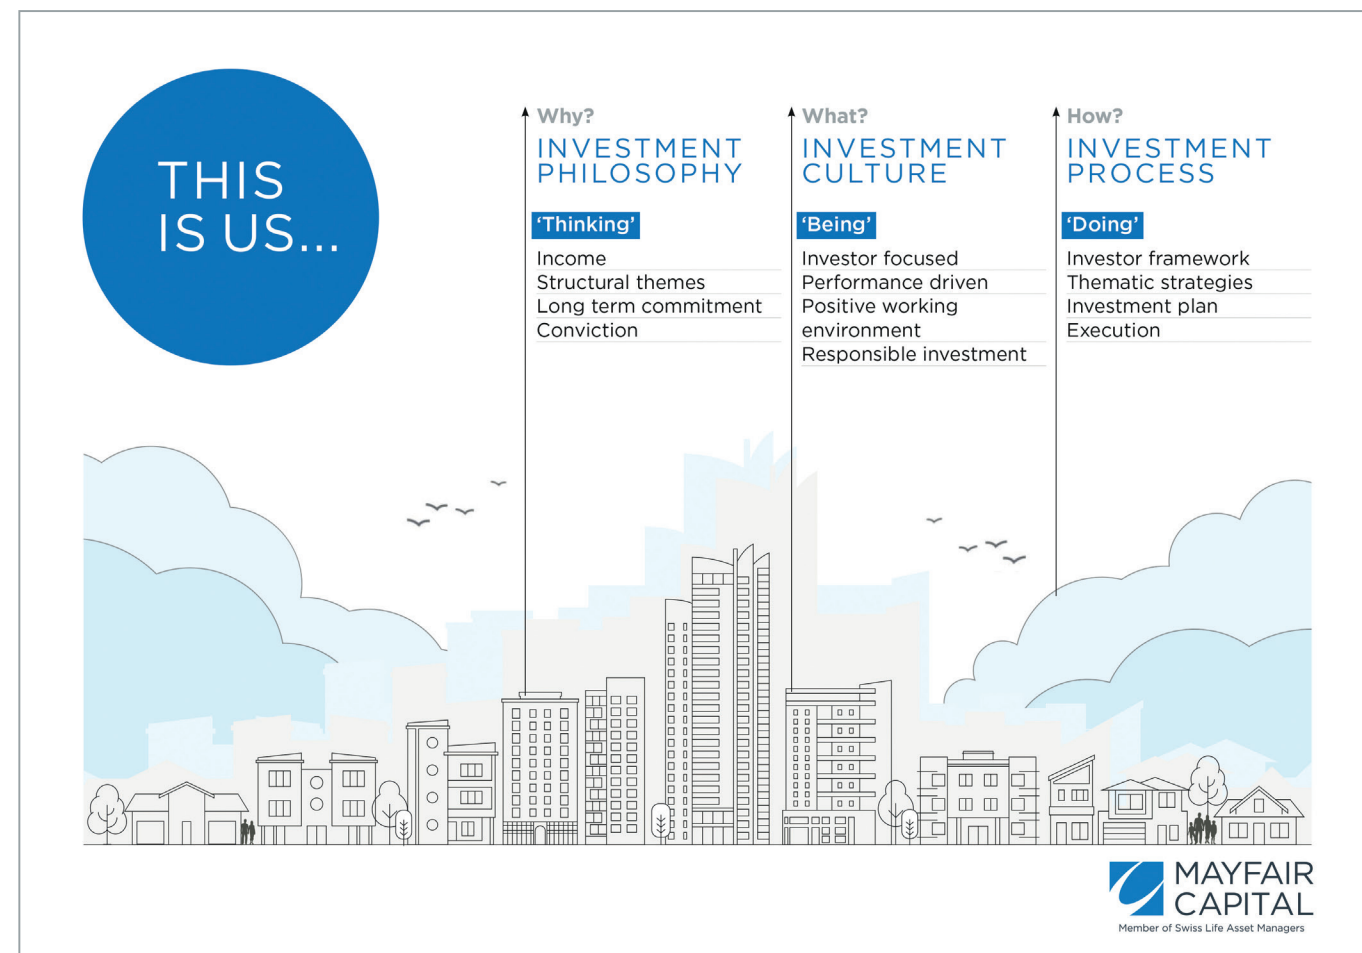 THIS
IS US...
Why?
INVESTMENT
PHILOSOPHY
‘Thinking’
Income
Structural themes
Long term commitment
Conviction
What?
INVESTMENT
CULTURE
‘Being’
Investor focused
Performance driven
Positive working
environment
Responsible investment
How?
INVESTMENT
PROCESS
‘Doing’
Investor framework
Thematic strategies
Investment plan
Execution
MAYFAIR
CAPITAL
Member of Swiss Life Asset Managers